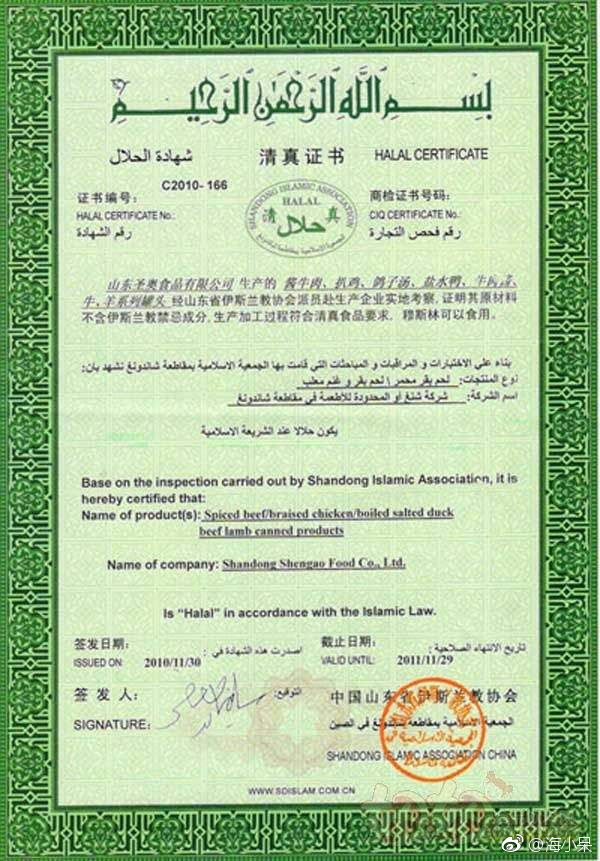 بسم الله الرحمن الرحيم
شهادة الحلال 清真证书 HALAL CERTIFICATE
C2010- 166
证书编号: 商检证书号码:
HALAL CERTIFICATE No.: CIQ CERTIFICATE No.:
رقم الشهادة رقم فحص التجارة
SHANDONG ISLAMIC ASSOCIATION
HALAL
清 حلال 真
山东圣奥食品有限公司 生产的 酱牛肉、扒鸡、鸽子汤、盐水鸭、
牛、羊系列罐头 经山东省伊斯兰教协会派员赴生产企业实地考察,证明其原材料
不含伊斯兰教禁忌成分,生产加工过程符合清真食品要求, 穆斯林可以食用。
بناء على الاختبارات و المراقبات و المباحثات التي قامت بها الجمعية الاسلامية بمقاطعة شاندونغ نشهد بان:
نوع المنتجات: لحم بقر محمر / لحم بقر و غنم معلب
اسم الشركة: شركة شنغ أو المحدودة للاطعمة في مقاطعة شاندونغ
يكون حلالا عند الشريعة الاسلامية
Base on the inspection carried out by Shandong Islamic Association, it is
hereby certified that:
Name of product(s): Spiced beef/braised chicken/boiled salted duck
beef lamb canned products
Name of company: Shandong Shengao Food Co., Ltd.
Is “Halal” in accordance with the Islamic Law.
签发日期: اصدرت هذه الشهادة في : 截止日期: تاريخ الانتهاء الصلاحية :
ISSUED ON: 2010/11/30 VALID UNTIL: 2011/11/29
签 发 人: التوقيع: 中国山东省伊斯兰教协会
SIGNATURE: الجمعية الاسلامية بمقاطعة شاندونغ في الصين
SHANDONG ISLAMIC ASSOCIATION CHINA
WWW.SDISLAM.COM.CN
@海小呆